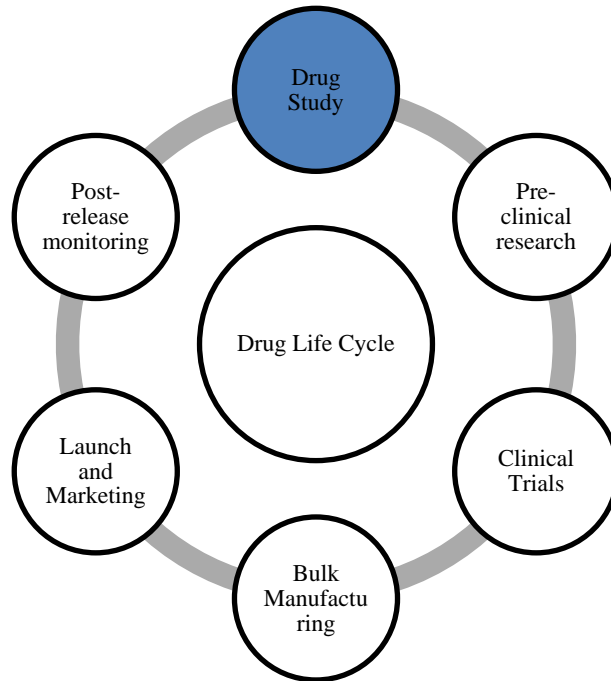 Drug
Study
Pre-
clinical
research
Clinical
Trials
Bulk
Manufactu
ring
Launch
and
Marketing
Post-
release
monitoring
Drug Life Cycle